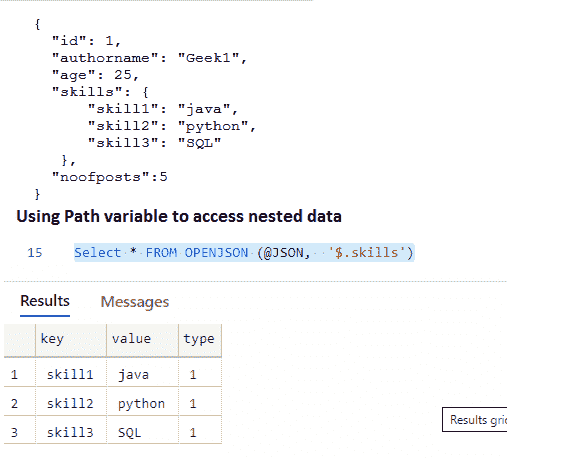 {
"id": 1,
"authorname": "Geek1",
"age": 25,
"skills": {
"skill1": "java",
"skill2": "python",
"skill3": "SQL"
},
"noofposts":5
}
Using Path variable to access nested data
15 Select * FROM OPENJSON (@JSON, '$.skills')
Results Messages
key value type
1 skill1 java 1
2 skill2 python 1
3 skill3 SQL 1
Results grid